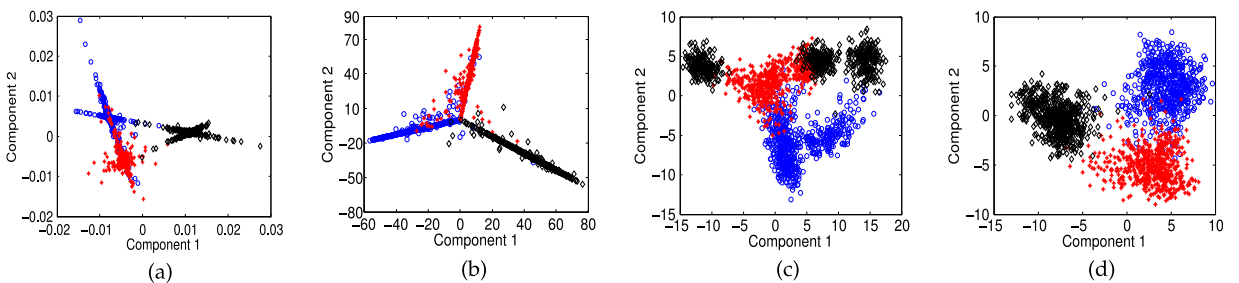 0.03
0.02
0.01
0
−0.01
−0.02
Component 2
−0.02 −0.01 0 0.01 0.02 0.03
Component 1
(a)
90
60
30
0
−20
−50
−80
Component 2
−60 −40 −20 0 20 40 60 80
Component 1
(b)
10
5
0
−5
−10
−15
Component 2
−15 −10 −5 0 5 10 15 20
Component 1
(c)
10
5
0
−5
−10
Component 2
−15 −10 −5 0 5 10
Component 1
(d)